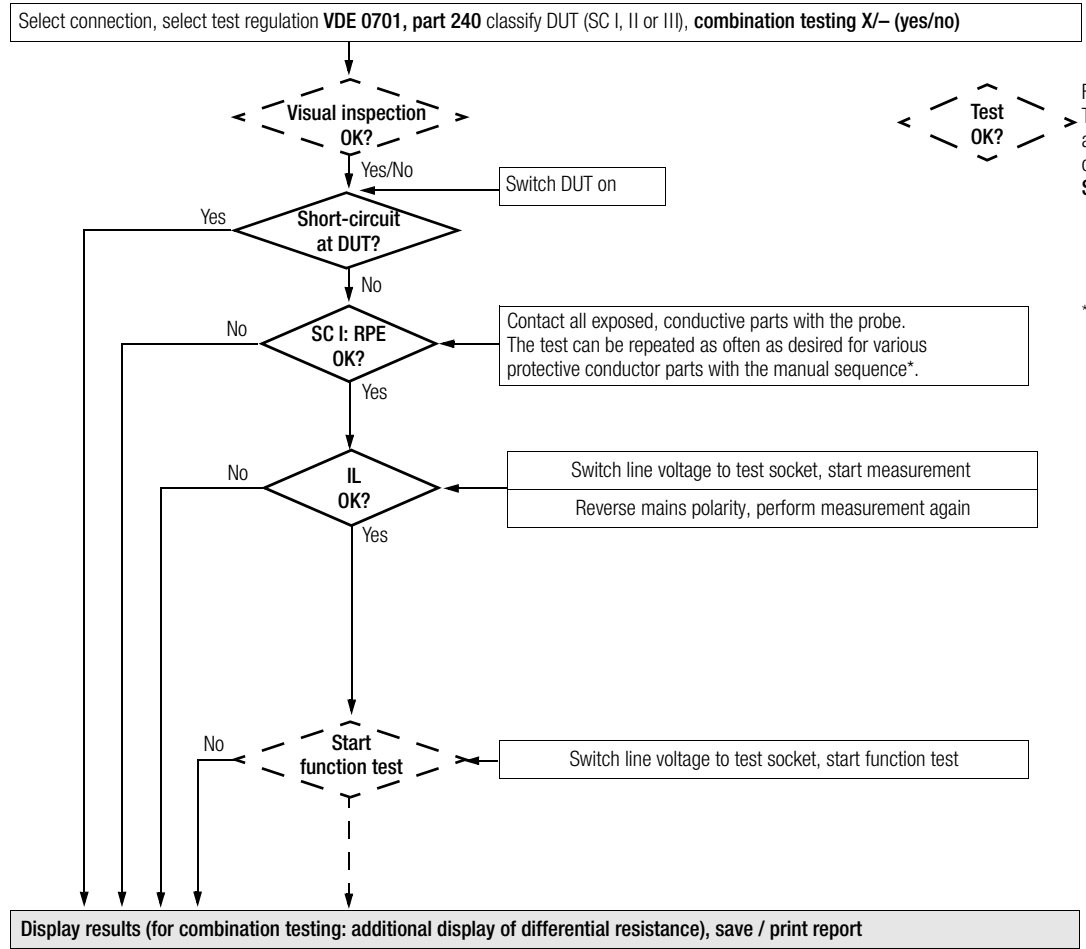 Select connection, select test regulation VDE 0701, part 240 classify DUT (SC I, II or III), combination testing X/– (yes/no)
Visual inspection
OK?
Test
OK?
Yes/No
Switch DUT on
Yes
Short-circuit
at DUT?
No
No
SC I: RPE
OK?
Contact all exposed, conductive parts with the probe.
The test can be repeated as often as desired for various
protective conductor parts with the manual sequence*.
*
Yes
No
IL
OK?
Switch line voltage to test socket, start measurement
Reverse mains polarity, perform measurement again
Yes
No
Start
function test
Switch line voltage to test socket, start function test
Display results (for combination testing: additional display of differential resistance), save / print report